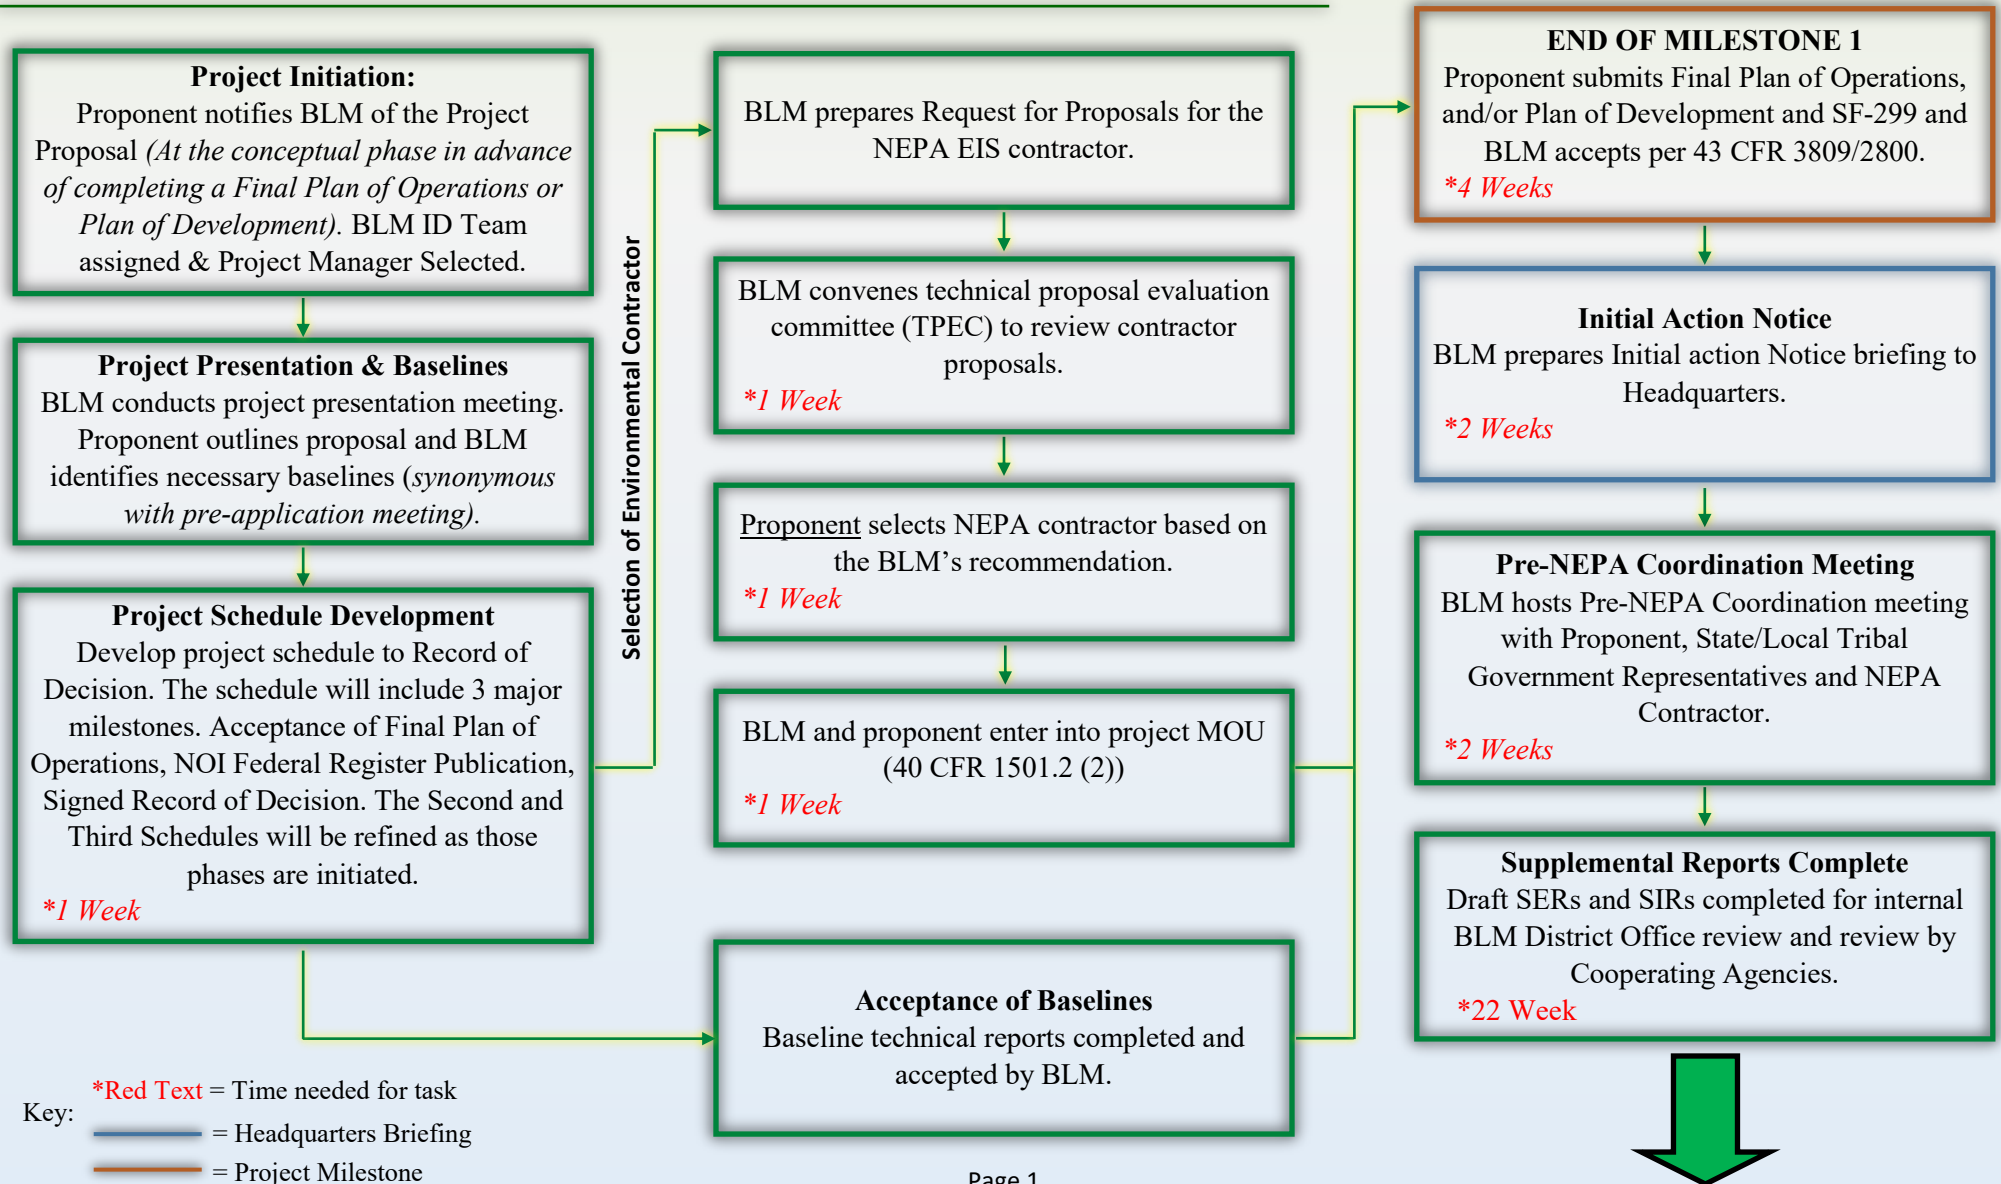 Project Initiation:
Proponent notifies BLM of the Project
Proposal (At the conceptual phase in advance
of completing a Final Plan of Operations or
Plan of Development). BLM ID Team
assigned & Project Manager Selected.
Project Presentation & Baselines
BLM conducts project presentation meeting.
Proponent outlines proposal and BLM
identifies necessary baselines (synonymous
with pre-application meeting).
Project Schedule Development
Develop project schedule to Record of
Decision. The schedule will include 3 major
milestones. Acceptance of Final Plan of
Operations, NOI Federal Register Publication,
Signed Record of Decision. The Second and
Third Schedules will be refined as those
phases are initiated.
*1 Week
Selection of Environmental Contractor
BLM prepares Request for Proposals for the
NEPA EIS contractor.
BLM convenes technical proposal evaluation
committee (TPEC) to review contractor
proposals.
*1 Week
Proponent selects NEPA contractor based on
the BLM’s recommendation.
*1 Week
BLM and proponent enter into project MOU
(40 CFR 1501.2 (2))
*1 Week
Acceptance of Baselines
Baseline technical reports completed and
accepted by BLM.
END OF MILESTONE 1
Proponent submits Final Plan of Operations,
and/or Plan of Development and SF-299 and
BLM accepts per 43 CFR 3809/2800.
*4 Weeks
Initial Action Notice
BLM prepares Initial action Notice briefing to
Headquarters.
*2 Weeks
Pre-NEPA Coordination Meeting
BLM hosts Pre-NEPA Coordination meeting
with Proponent, State/Local Tribal
Government Representatives and NEPA
Contractor.
*2 Weeks
Supplemental Reports Complete
Draft SERs and SIRs completed for internal
BLM District Office review and review by
Cooperating Agencies.
*22 Week
Key:
*Red Text = Time needed for task
= Headquarters Briefing
= Project Milestone
Page 1